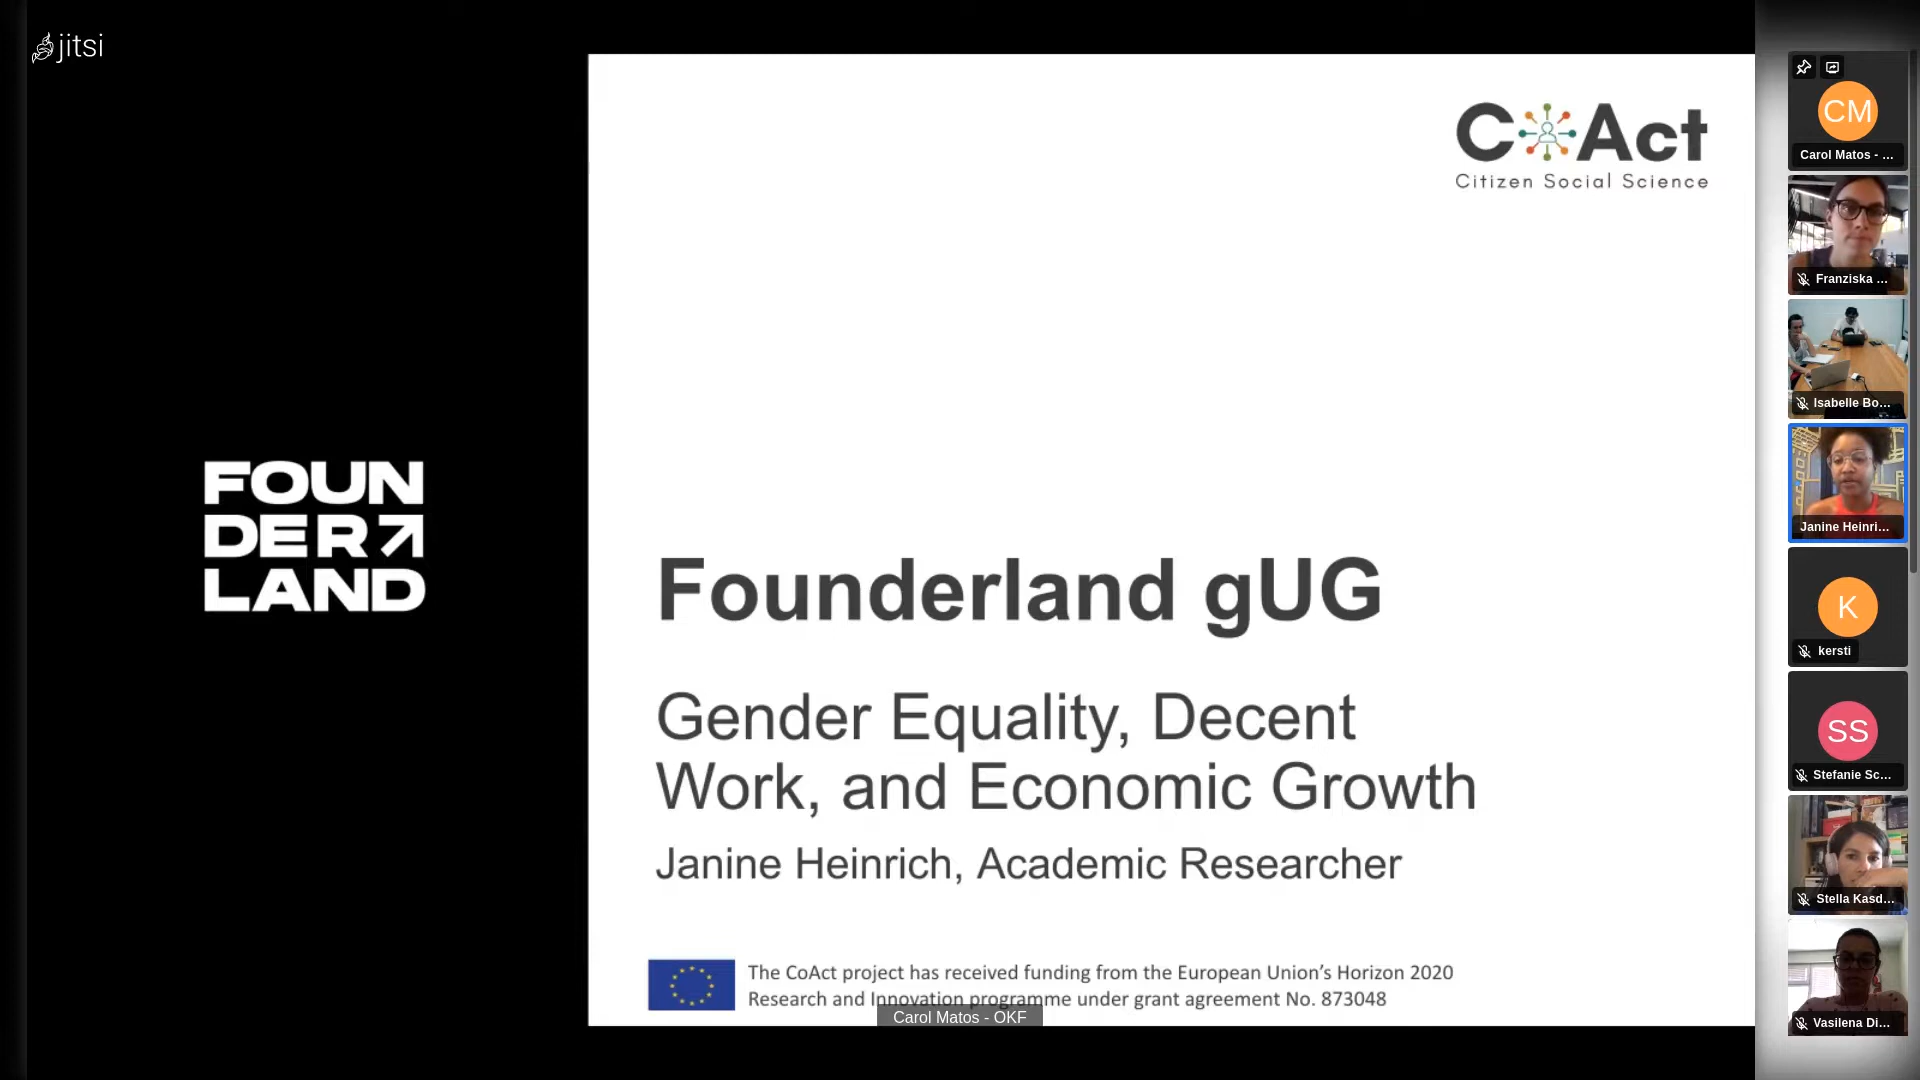 jitsi
FOUN
DER
LAND
CoAct
Citizen Social Science
Founderland gUG
Gender Equality, Decent
Work, and Economic Growth
Janine Heinrich, Academic Researcher
The CoAct project has received funding from the European Union’s Horizon 2020
Research and Innovation programme under grant agreement No. 873048
Carol Matos - OKF
CM
Carol Matos - ...
Franziska ...
Isabelle Bo...
Janine Heinri...
K
kersti
SS
Stefanie Sc...
Stella Kasd...
Vasilena Di...